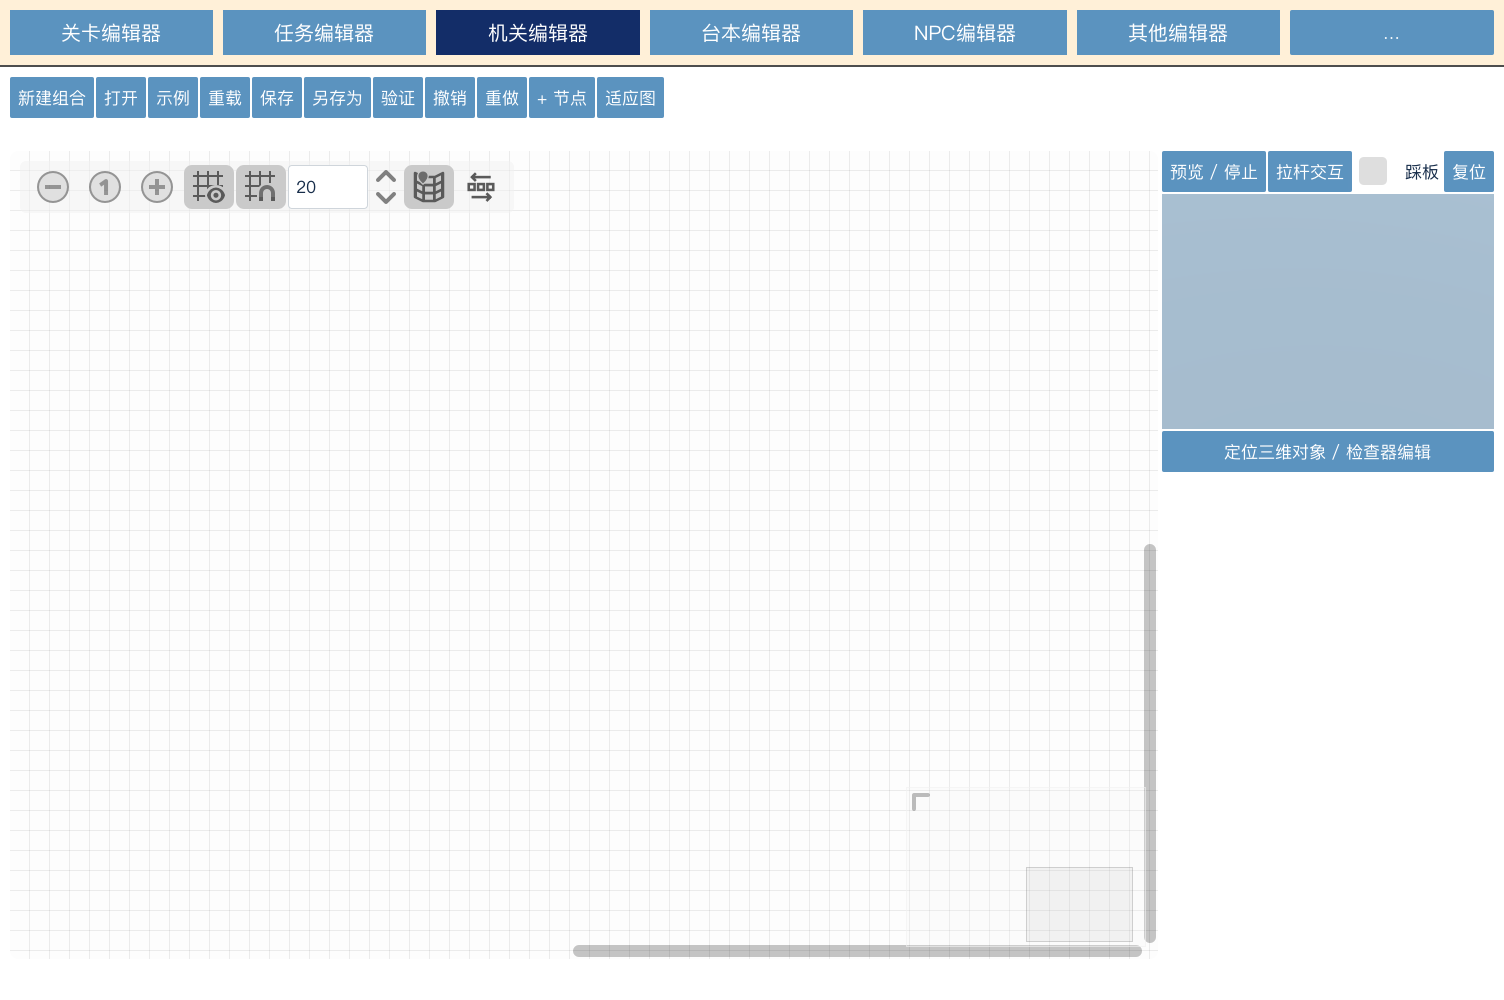 关卡编辑器 任务编辑器 机关编辑器 台本编辑器 NPC编辑器 其他编辑器 ...
新建组合 打开 示例 重载 保存 另存为 验证 撤销 重做 + 节点 适应图
预览 / 停止 拉杆交互 踩板 复位
1 20
定位三维对象 / 检查器编辑